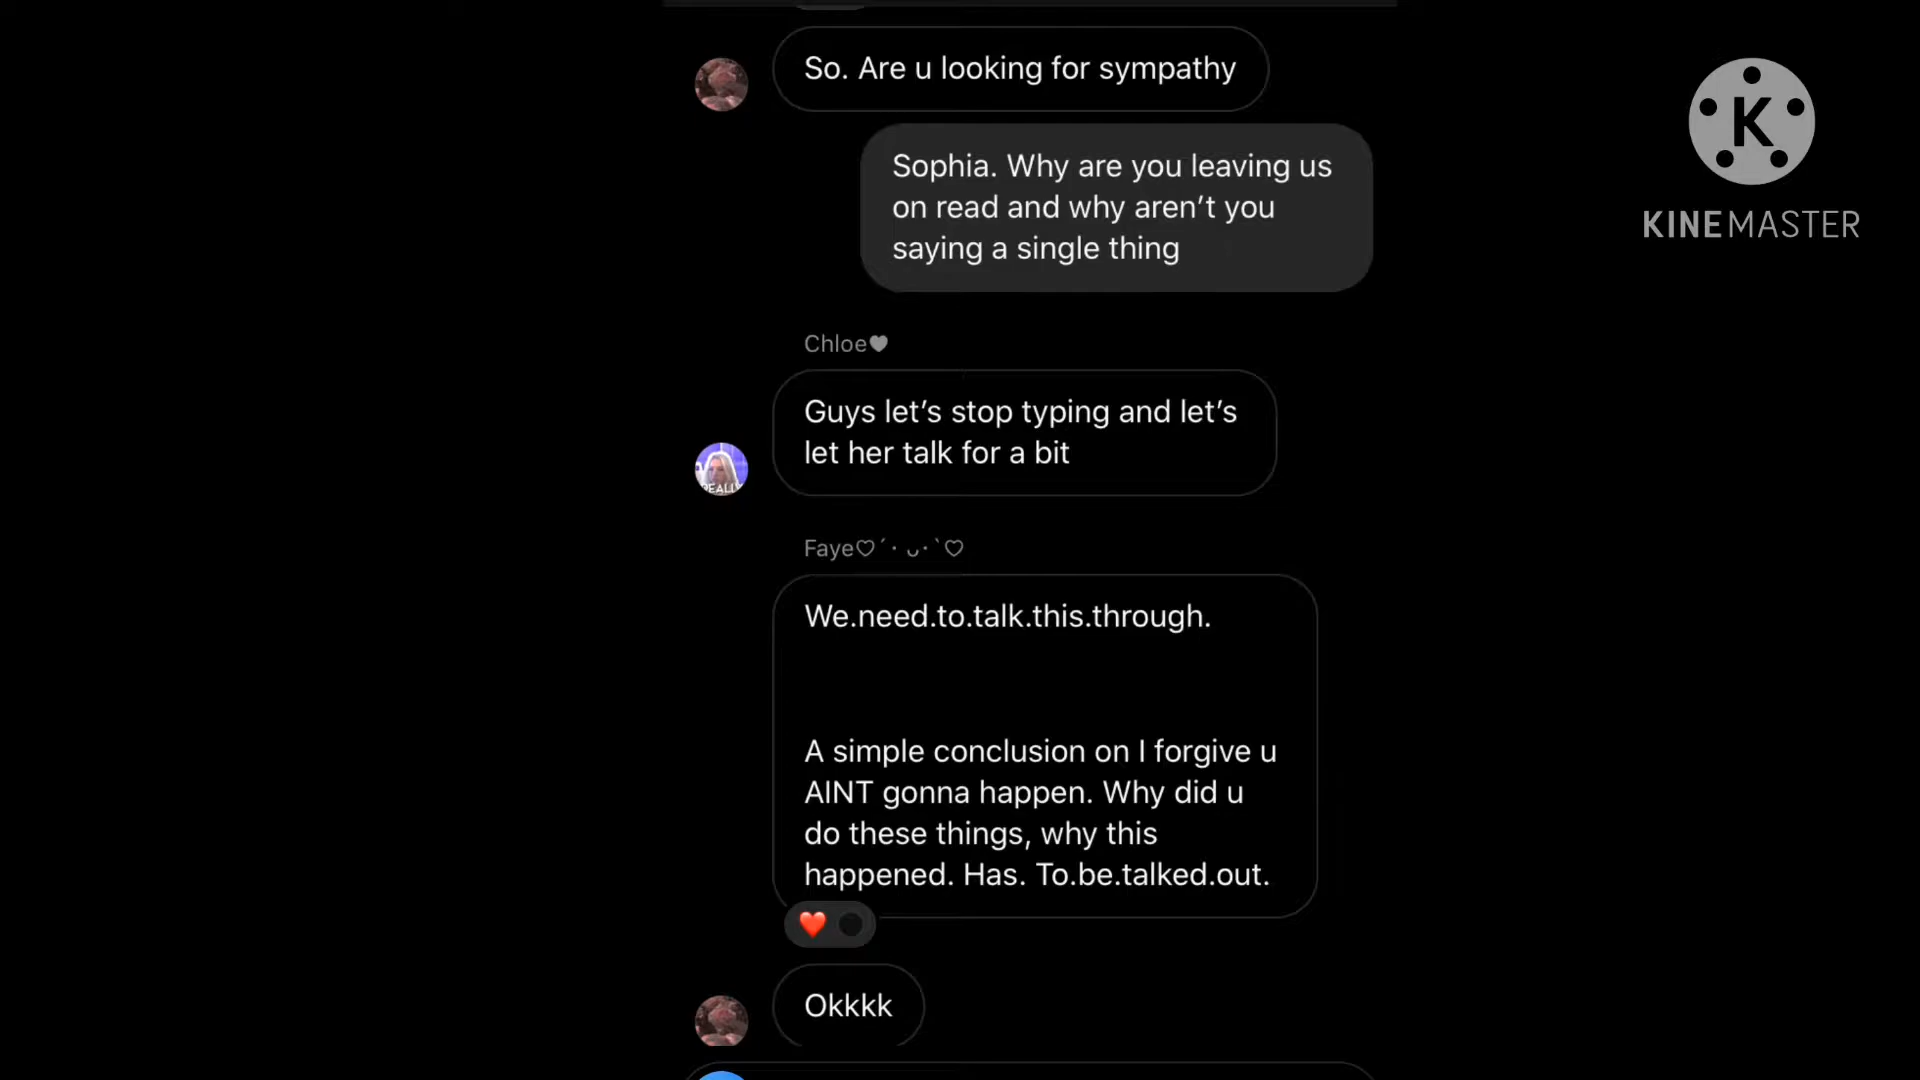 So. Are u looking for sympathy
Sophia. Why are you leaving us
on read and why aren’t you
saying a single thing
Chloe🖤
Guys let’s stop typing and let’s
let her talk for a bit
Faye♡´・ᴗ・`♡
We.need.to.talk.this.through.
A simple conclusion on I forgive u
AINT gonna happen. Why did u
do these things, why this
happened. Has. To.be.talked.out.
❤️
Okkkk
K
KINEMASTER
REALLY